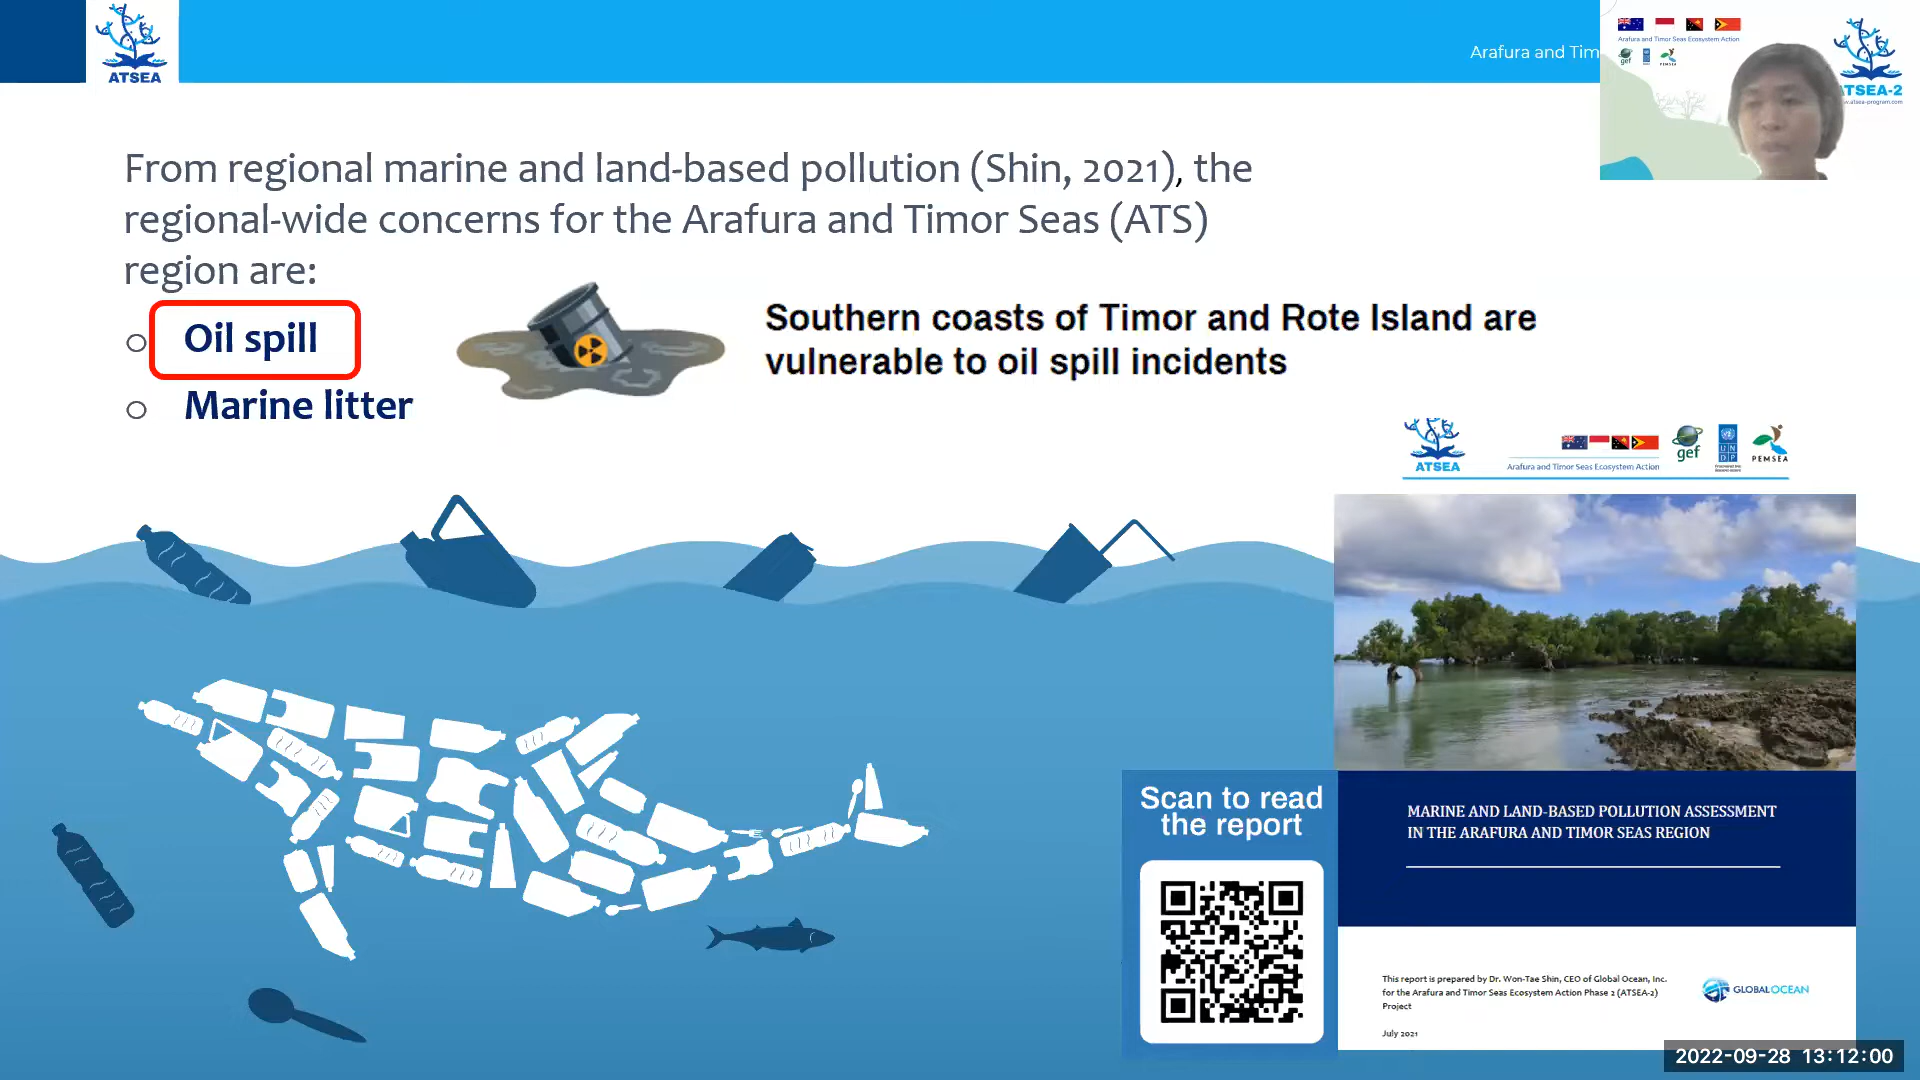 ATSEA
Arafura and Tim
Arafura and Timor Seas Ecosystem Action
gef
PEMSEA
ATSEA-2
From regional marine and land-based pollution (Shin, 2021), the
regional-wide concerns for the Arafura and Timor Seas (ATS)
region are:
Oil spill
Marine litter
Southern coasts of Timor and Rote Island are
vulnerable to oil spill incidents
ATSEA
Arafura and Timor Seas Ecosystem Action
gef
UN
DP
PEMSEA
Scan to read
the report
MARINE AND LAND-BASED POLLUTION ASSESSMENT
IN THE ARAFURA AND TIMOR SEAS REGION
This report is prepared by Dr. Won-Tae Shin, CEO of Global Ocean, Inc.
for the Arafura and Timor Seas Ecosystem Action Phase 2 (ATSEA-2)
Project
July 2021
GLOBAL OCEAN
2022-09-28 13:12:00